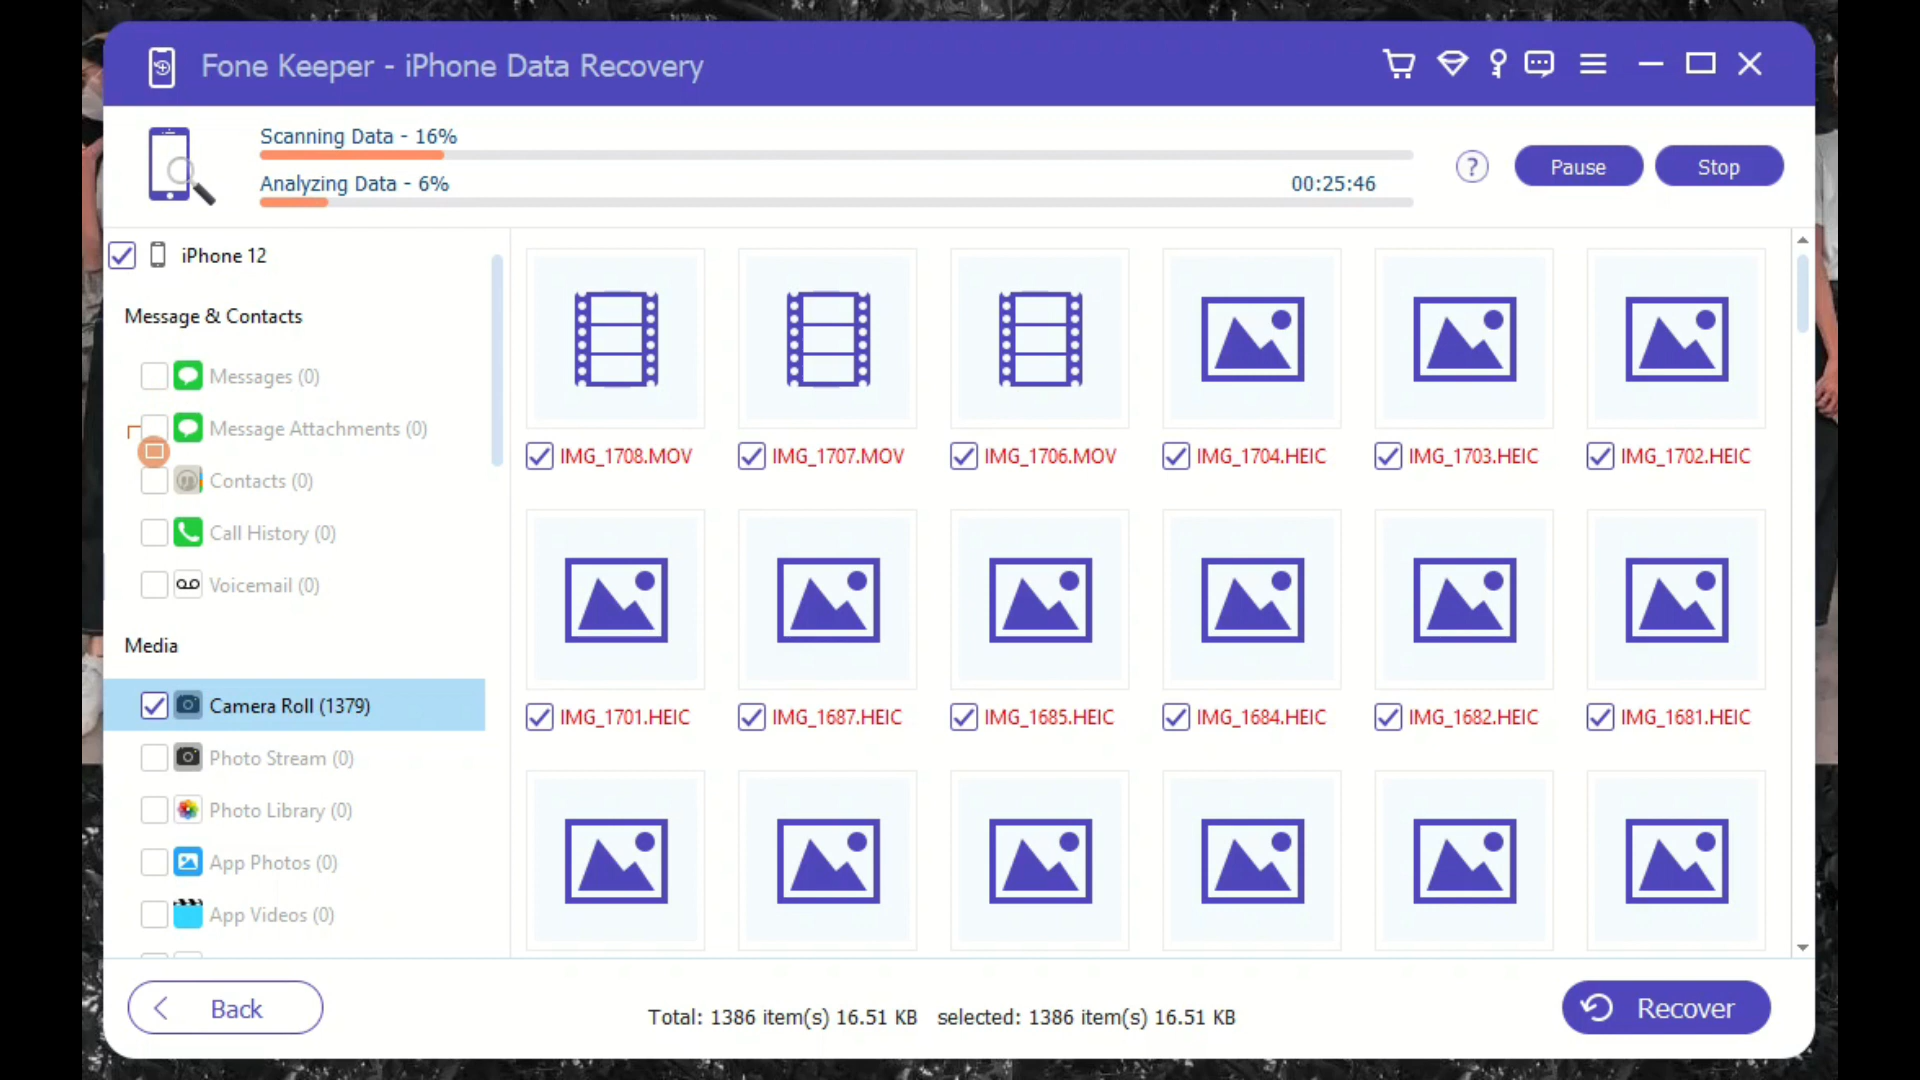 Fone Keeper - iPhone Data Recovery
Scanning Data - 16%
Analyzing Data - 6%
00:25:46
?
Pause
Stop
iPhone 12
Message & Contacts
Messages (0)
Message Attachments (0)
Contacts (0)
Call History (0)
Voicemail (0)
Media
Camera Roll (1379)
Photo Stream (0)
Photo Library (0)
App Photos (0)
App Videos (0)
IMG_1708.MOV IMG_1707.MOV IMG_1706.MOV IMG_1704.HEIC IMG_1703.HEIC IMG_1702.HEIC
IMG_1701.HEIC IMG_1687.HEIC IMG_1685.HEIC IMG_1684.HEIC IMG_1682.HEIC IMG_1681.HEIC
Back
Total: 1386 item(s) 16.51 KB selected: 1386 item(s) 16.51 KB
Recover